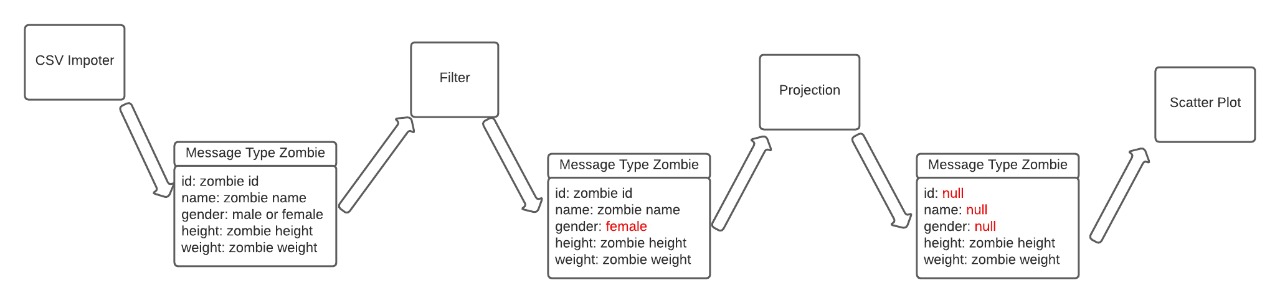 CSV Impoter
Message Type Zombie
id: zombie id
name: zombie name
gender: male or female
height: zombie height
weight: zombie weight
Filter
Message Type Zombie
id: zombie id
name: zombie name
gender: female
height: zombie height
weight: zombie weight
Projection
Message Type Zombie
id: null
name: null
gender: null
height: zombie height
weight: zombie weight
Scatter Plot